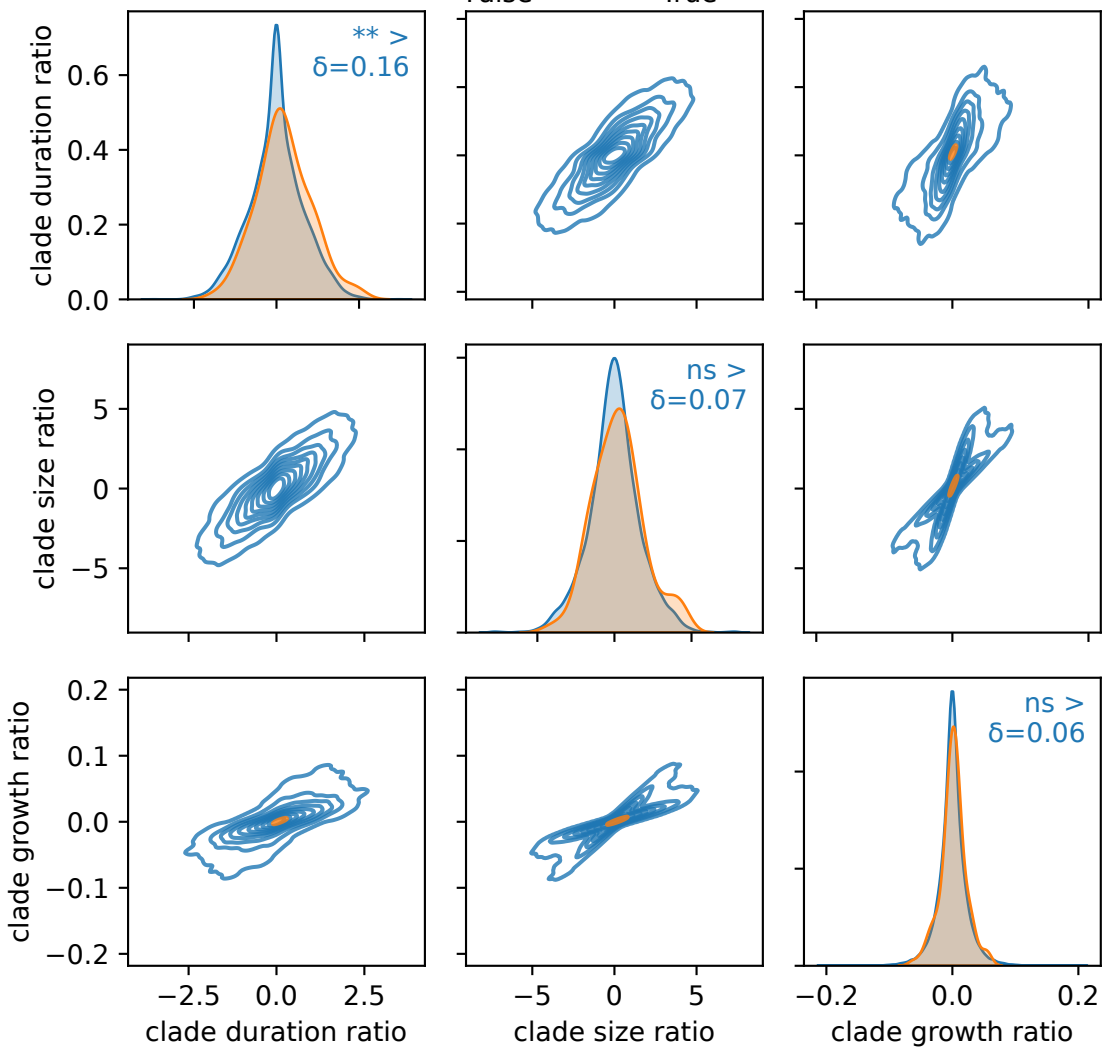 True
** >
δ=0.16
clade duration ratio
0.6
0.4
0.2
0.0
ns >
δ=0.07
clade size ratio
5
0
−5
ns >
δ=0.06
clade growth ratio
0.2
0.1
0.0
−0.1
−0.2
−2.5 0.0 2.5
−5 0 5
−0.2 0.0 0.2
clade duration ratio
clade size ratio
clade growth ratio